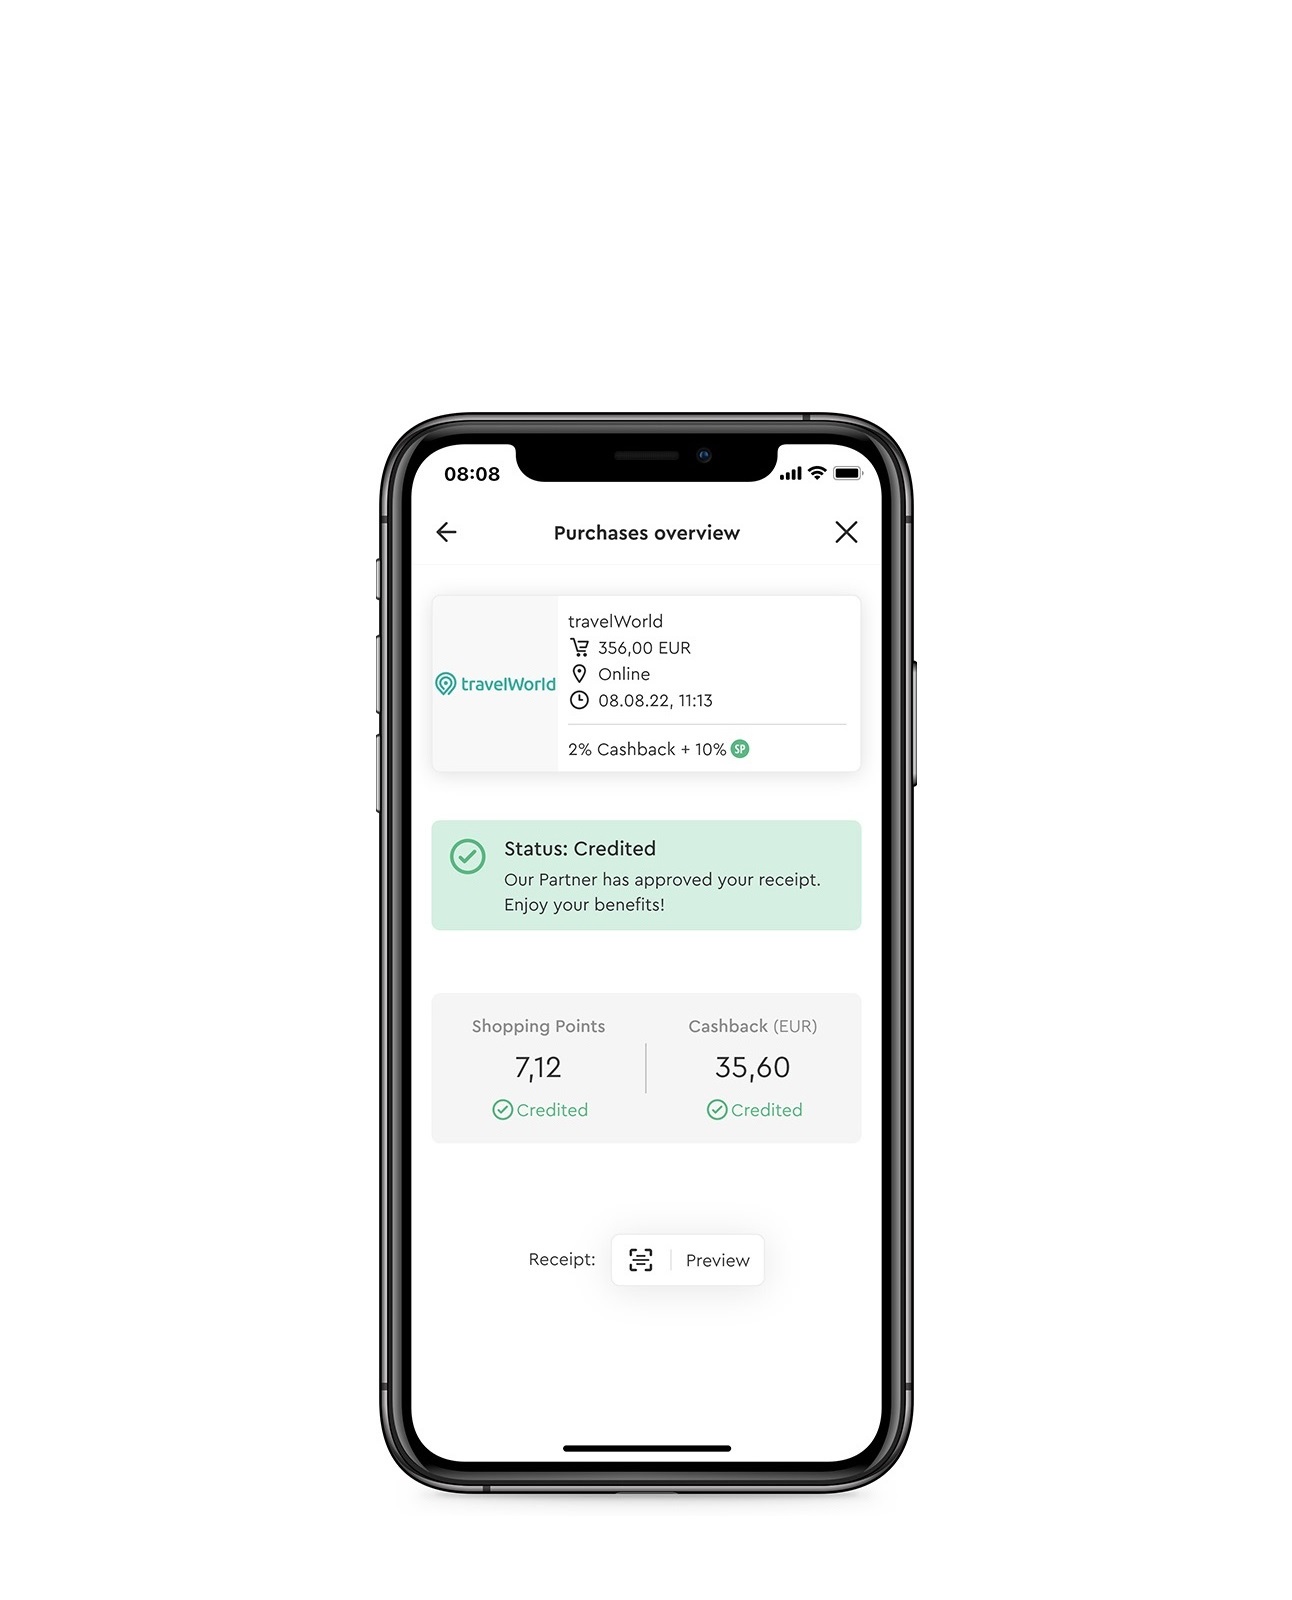 08:08
Purchases overview
travelWorld
travelWorld
356,00 EUR
Online
08.08.22, 11:13
2% Cashback + 10% SP
Status: Credited
Our Partner has approved your receipt.
Enjoy your benefits!
Shopping Points
7,12
Credited
Cashback (EUR)
35,60
Credited
Receipt:
Preview